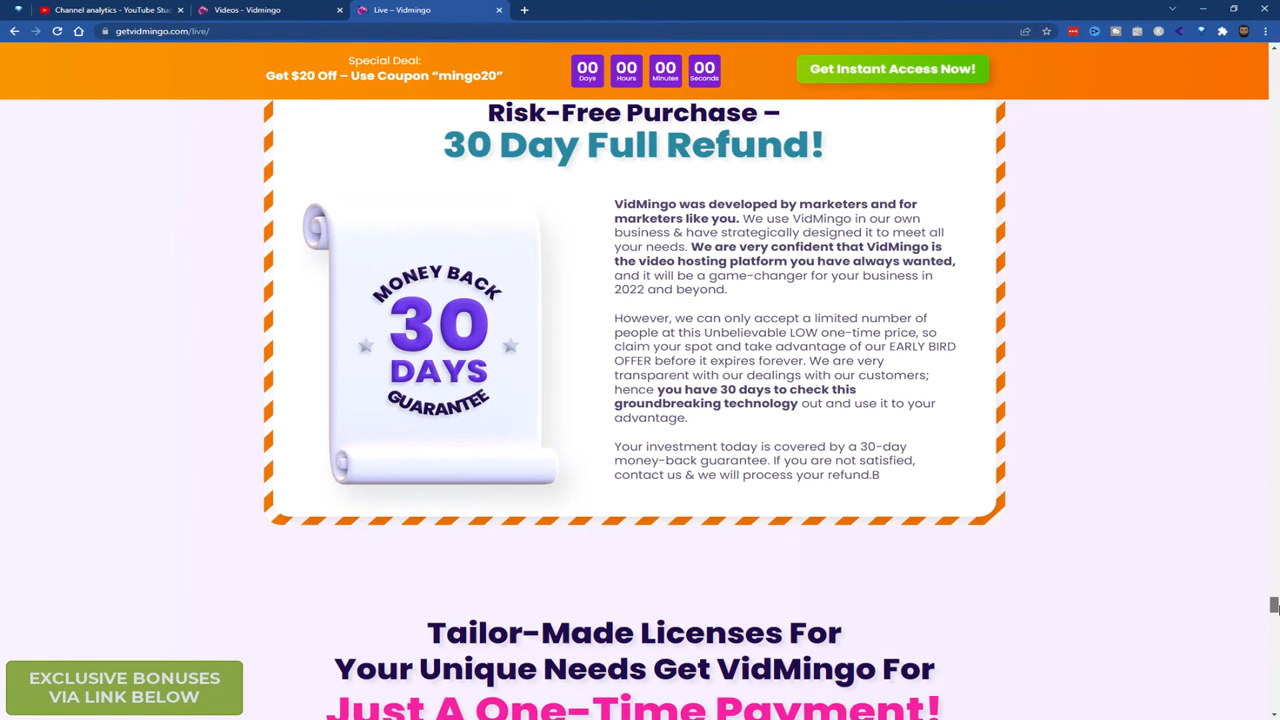 Channel analytics - YouTube Stu
Videos - Vidmingo
Live – Vidmingo
getvidmingo.com/live/
Special Deal:
Get $20 Off – Use Coupon “mingo20”
00 00 00 00
Days Hours Minutes Seconds
Get Instant Access Now!
Risk-Free Purchase –
30 Day Full Refund!
MONEY BACK
30
DAYS
GUARANTEE
VidMingo was developed by marketers and for
marketers like you. We use VidMingo in our own
business & have strategically designed it to meet all
your needs. We are very confident that VidMingo is
the video hosting platform you have always wanted,
and it will be a game-changer for your business in
2022 and beyond.
However, we can only accept a limited number of
people at this Unbelievable LOW one-time price, so
claim your spot and take advantage of our EARLY BIRD
OFFER before it expires forever. We are very
transparent with our dealings with our customers;
hence you have 30 days to check this
groundbreaking technology out and use it to your
advantage.
Your investment today is covered by a 30-day
money-back guarantee. If you are not satisfied,
contact us & we will process your refund.B
Tailor-Made Licenses For
Your Unique Needs Get VidMingo For
Just A One-Time Payment!
EXCLUSIVE BONUSES
VIA LINK BELOW